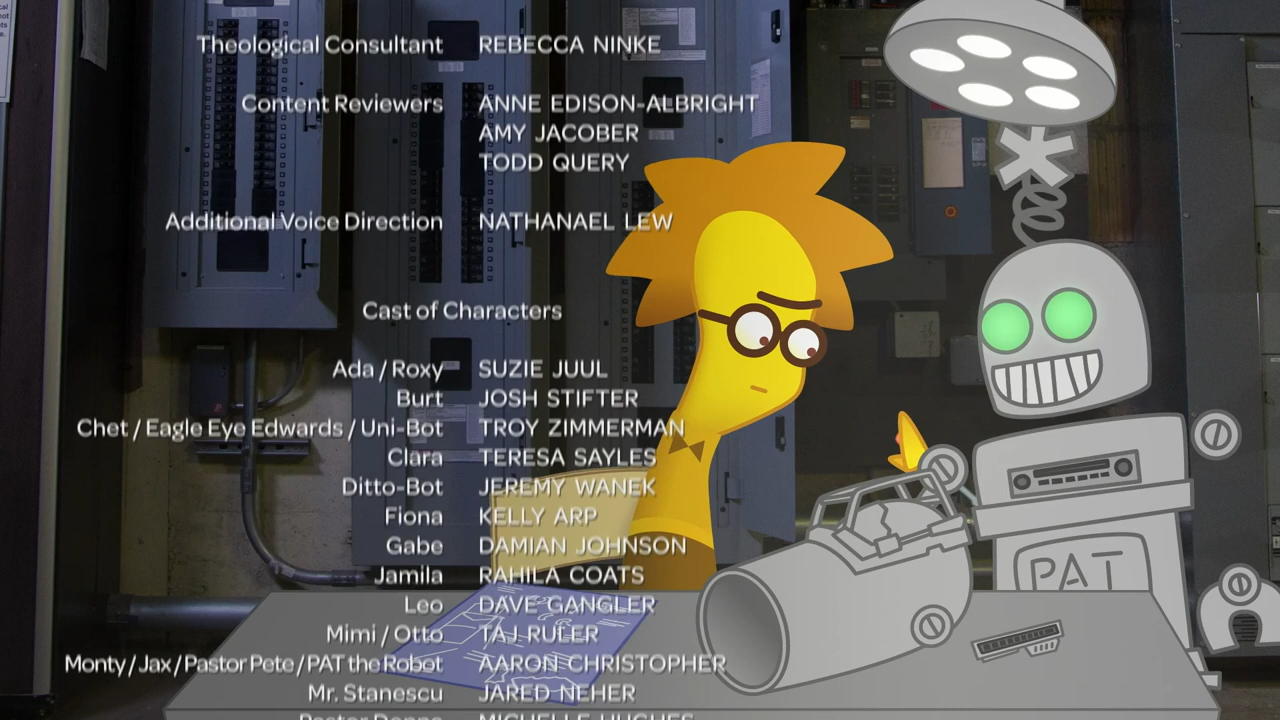 Theological Consultant REBECCA NINKE
Content Reviewers ANNE EDISON-ALBRIGHT
AMY JACOBER
TODD QUERY
Additional Voice Direction NATHANAEL LEW
Cast of Characters
Ada / Roxy SUZIE JUUL
Burt JOSH STIFTER
Chet / Eagle Eye Edwards / Uni-Bot TROY ZIMMERMAN
Clara TERESA SAYLES
Ditto-Bot JEREMY WANEK
Fiona KELLY ARP
Gabe DAMIAN JOHNSON
Jamila RAHILA COATS
Leo DAVE GANGLER
Mimi / Otto TAJ RULER
Monty / Jax / Pastor Pete / PAT the Robot AARON CHRISTOPHER
Mr. Stanescu JARED NEHER
PAT